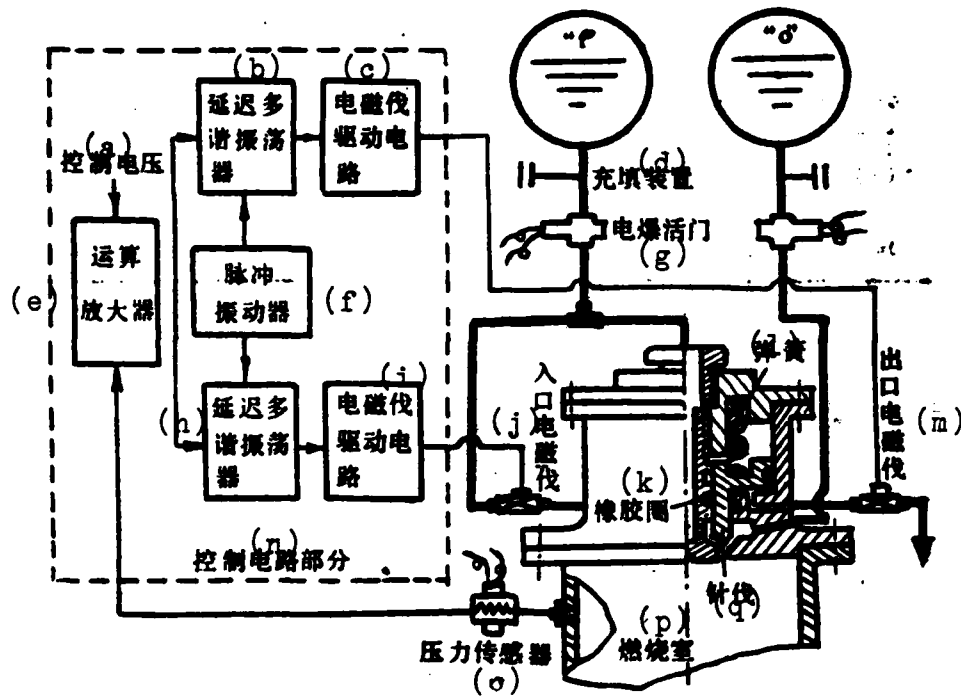 "f"
"o"
(b)
(c)
延迟多
谐振荡
器
电磁伐
驱动电
路
(a)
控制电压
(d)
充填装置
电爆活门
(g)
运算
放大器
(e)
脉冲
振动器
(f)
弹簧
入口电磁伐
(j)
出口电磁伐
(m)
(h)
延迟多
谐振荡
器
(i)
电磁伐
驱动电
路
(k)
橡胶圈
(n)
控制电路部分
针伐
(q)
压力传感器
(o)
(p)
燃烧室